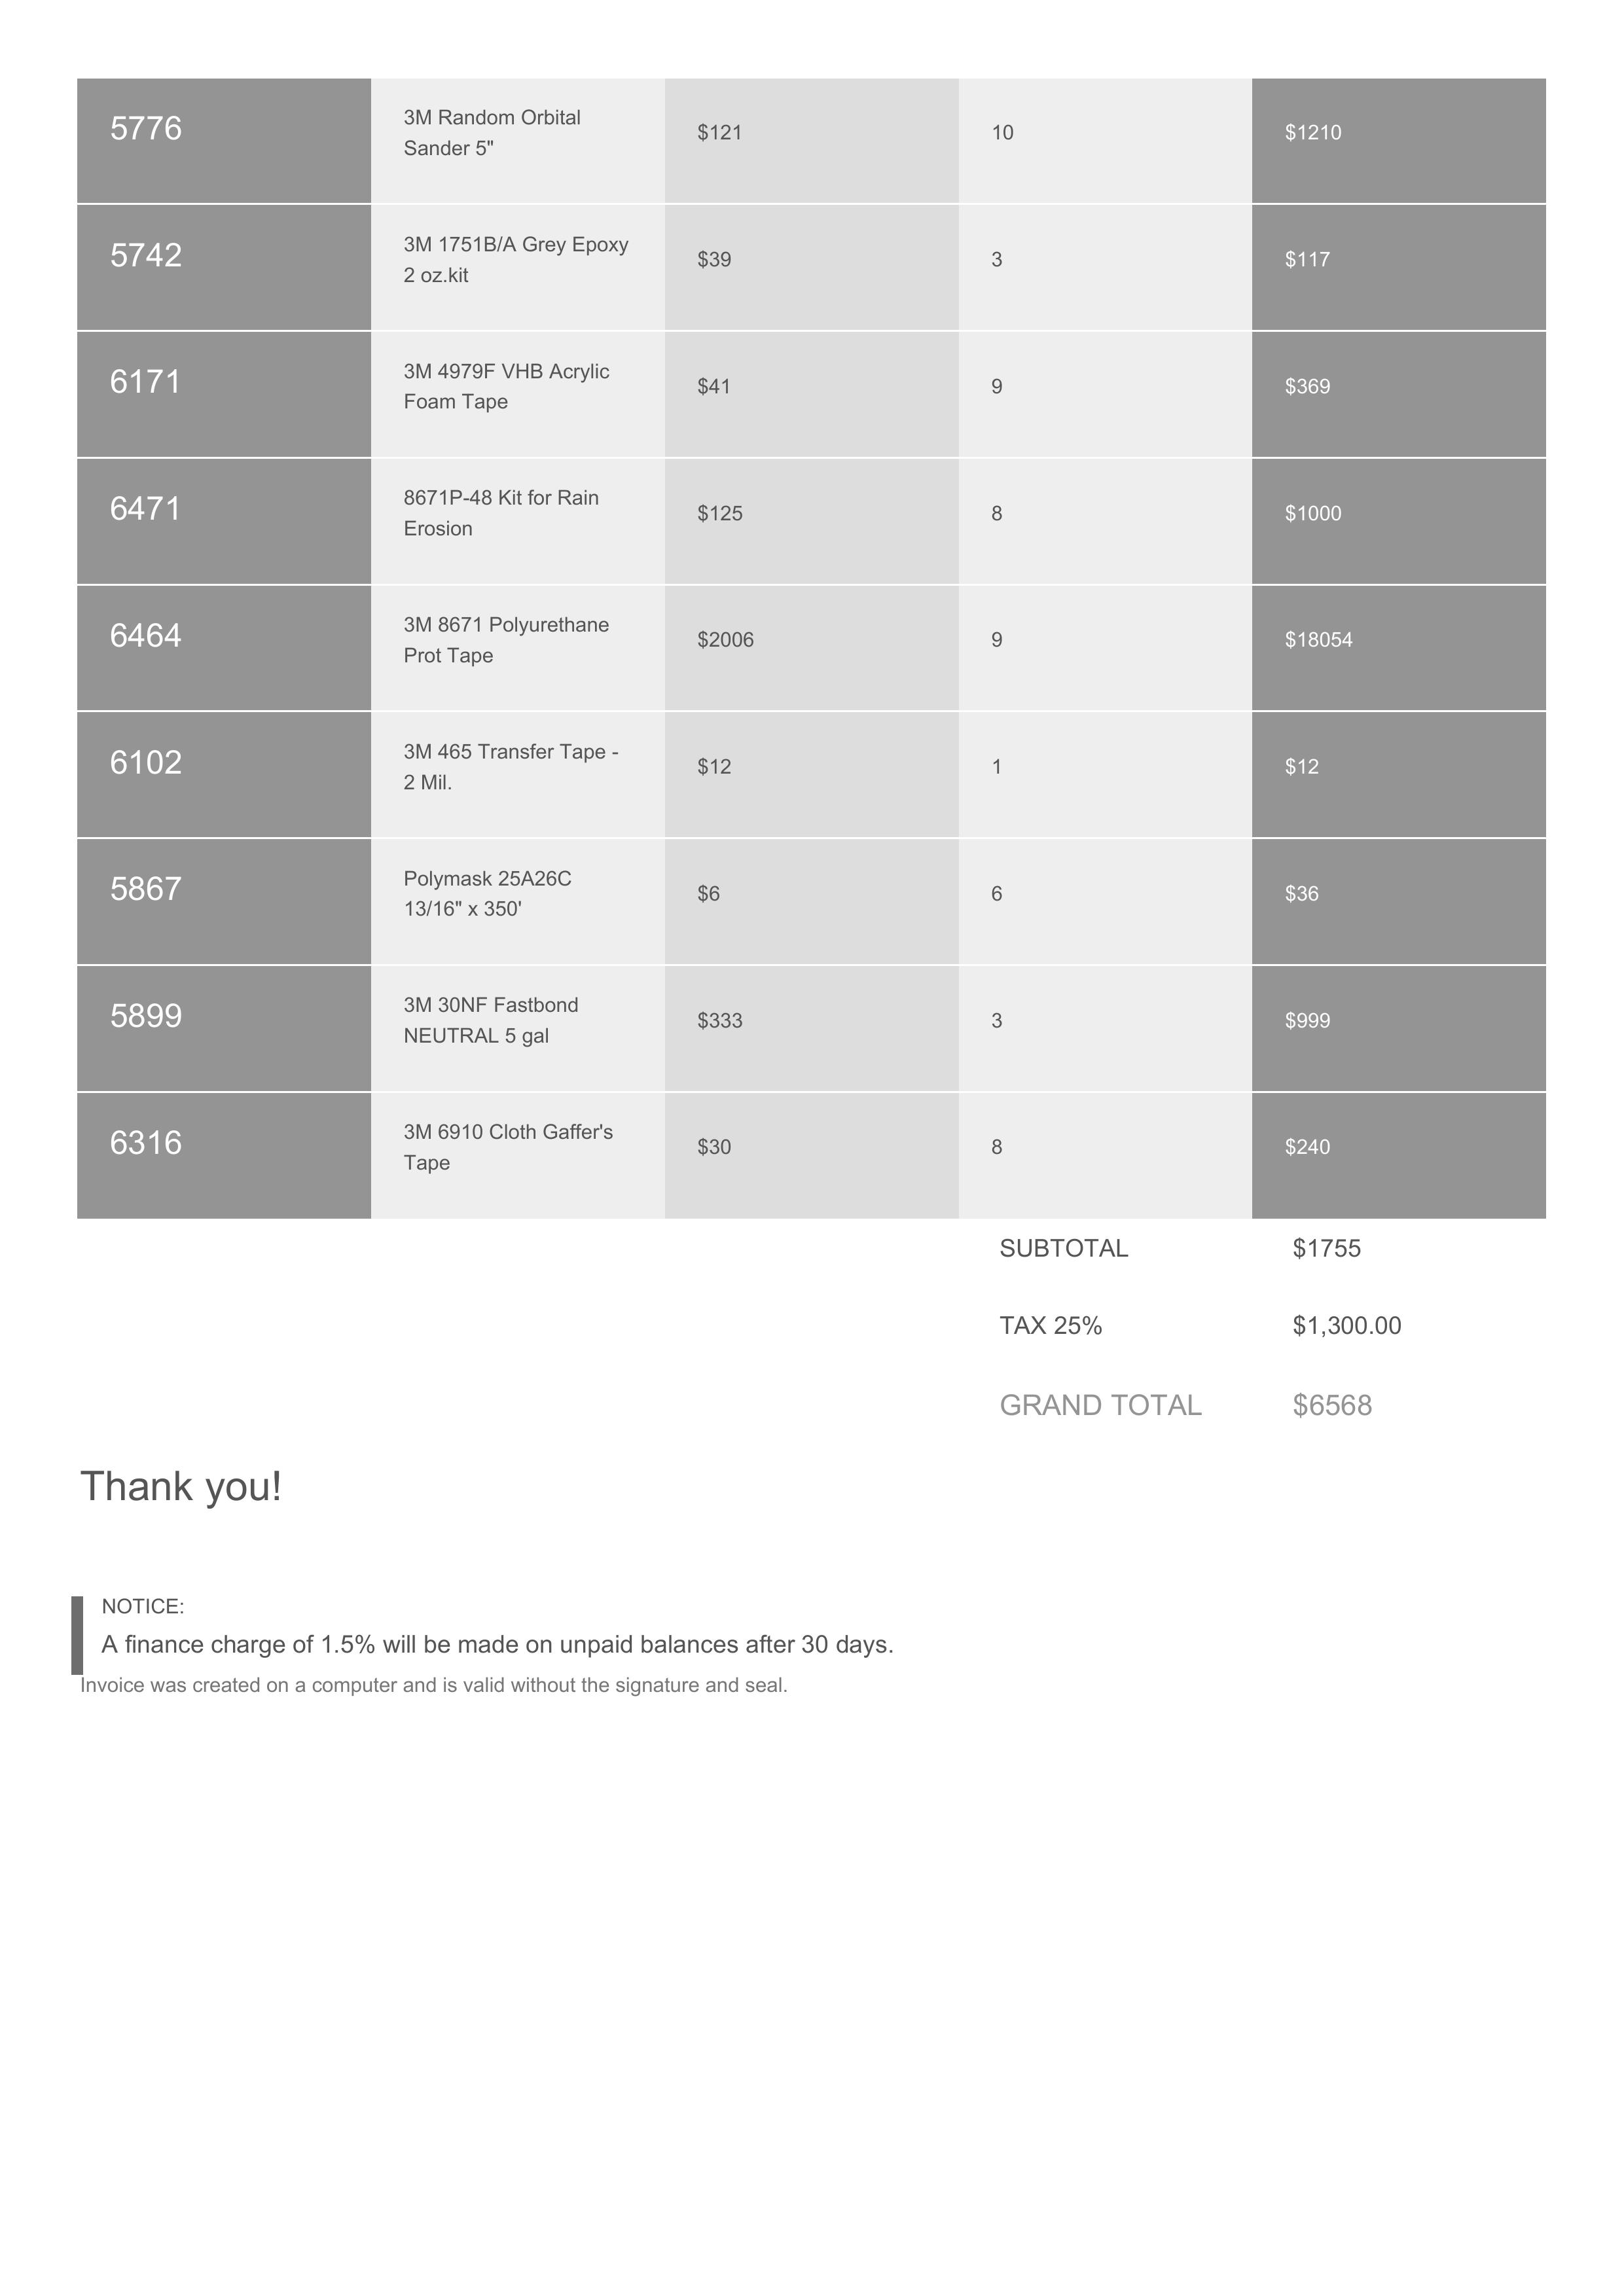 5776 3M Random Orbital $121 10 $1210
Sander 5"
5742 3M 1751B/A Grey Epoxy $39 3 $117
2 oz.kit
6171 3M 4979F VHB Acrylic $41 9 $369
Foam Tape
6471 8671P-48 Kit for Rain $125 8 $1000
Erosion
6464 3M 8671 Polyurethane $2006 9 $18054
Prot Tape
6102 3M 465 Transfer Tape - $12 1 $12
2 Mil.
5867 Polymask 25A26C $6 6 $36
13/16" x 350'
5899 3M 30NF Fastbond $333 3 $999
NEUTRAL 5 gal
6316 3M 6910 Cloth Gaffer's $30 8 $240
Tape
SUBTOTAL $1755
TAX 25% $1,300.00
GRAND TOTAL $6568
Thank you!
NOTICE:
A finance charge of 1.5% will be made on unpaid balances after 30 days.
Invoice was created on a computer and is valid without the signature and seal.